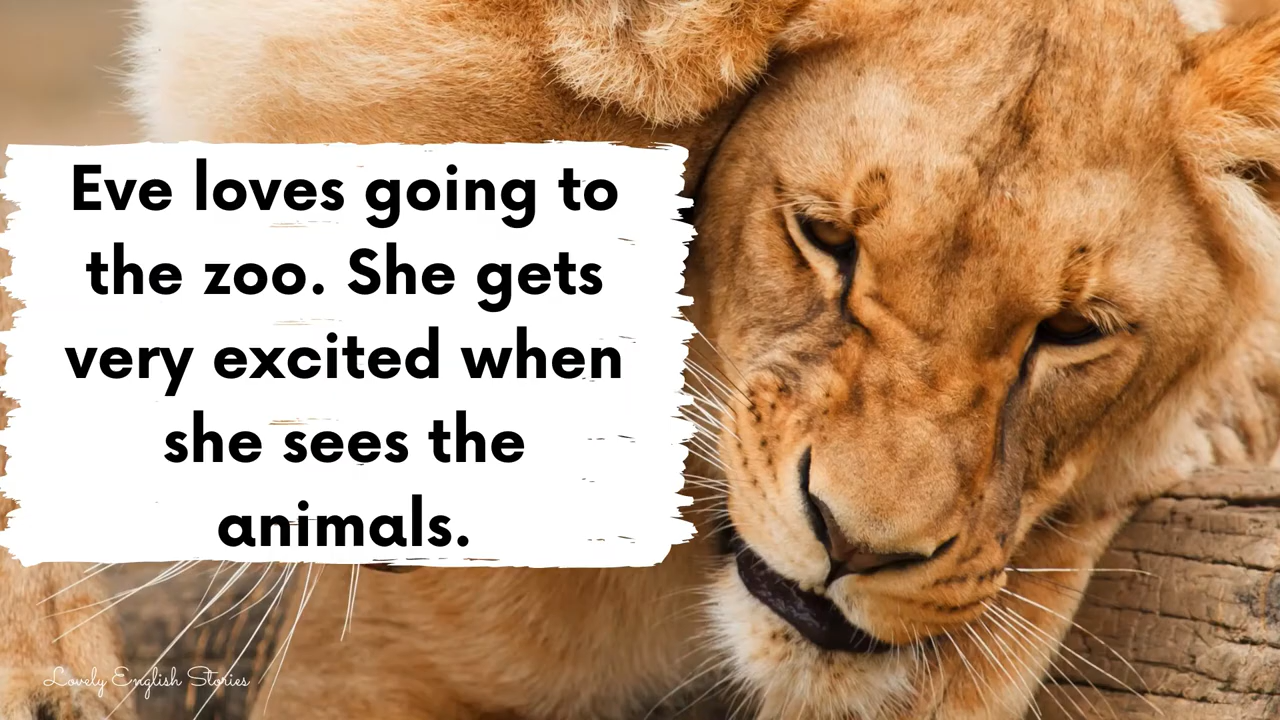 Eve loves going to
the zoo. She gets
very excited when
she sees the
animals.
Lovely English Stories